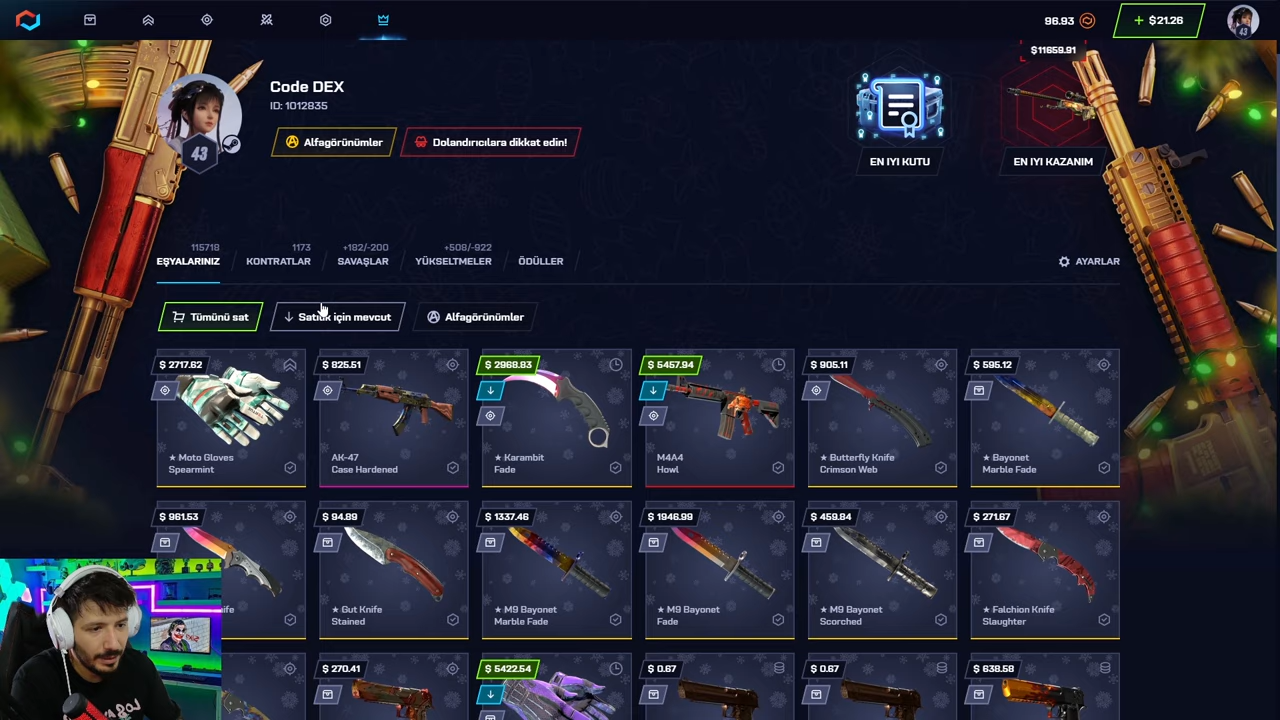 96.93
+ $21.26
43
$11659.91
Code DEX
ID: 1012835
43
Alfagörünümler
Dolandırıcılara dikkat edin!
EN IYI KUTU
EN IYI KAZANIM
115718
1173
+182/-200
+508/-922
EŞYALARINIZ
KONTRATLAR
SAVAŞLAR
YÜKSELTMELER
ÖDÜLLER
AYARLAR
Tümünü sat
Satılık için mevcut
Alfagörünümler
$ 2717.62
★ Moto Gloves
Spearmint
$ 825.51
AK-47
Case Hardened
$ 2968.93
★ Karambit
Fade
$ 5457.94
M4A4
Howl
$ 905.11
★ Butterfly Knife
Crimson Web
$ 595.12
★ Bayonet
Marble Fade
$ 961.53
$ 94.89
★ Gut Knife
Stained
$ 1337.46
★ M9 Bayonet
Marble Fade
$ 1946.99
★ M9 Bayonet
Fade
$ 459.84
★ M9 Bayonet
Scorched
$ 271.67
★ Falchion Knife
Slaughter
$ 270.41
$ 5422.54
$ 0.67
$ 0.67
$ 638.58